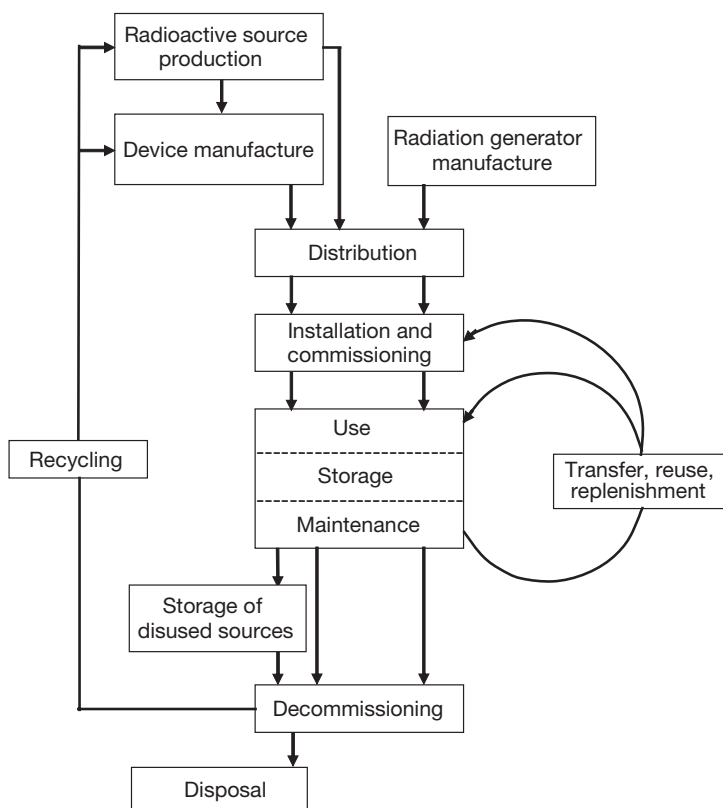 Radioactive source
production
Device manufacture
Radiation generator
manufacture
Distribution
Installation and
commissioning
Use
Storage
Maintenance
Recycling
Transfer, reuse,
replenishment
Storage of
disused sources
Decommissioning
Disposal